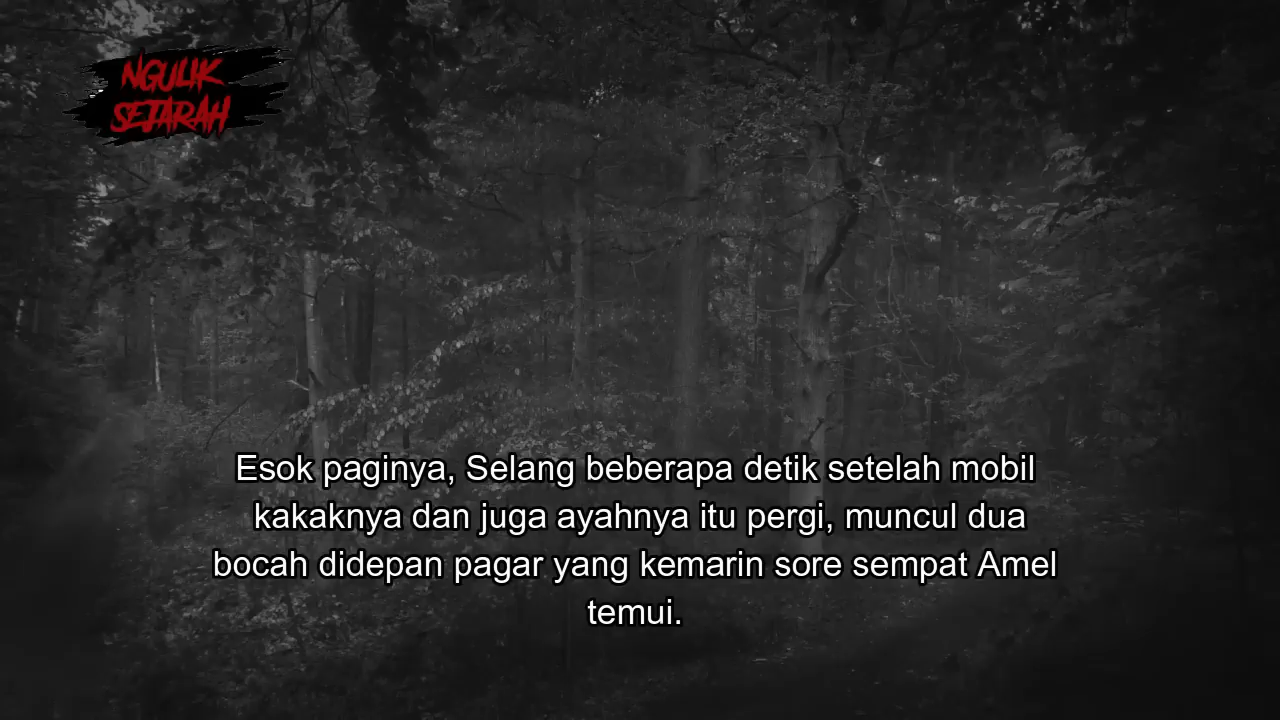 NGULIK
SEJARAH
Esok paginya, Selang beberapa detik setelah mobil
kakaknya dan juga ayahnya itu pergi, muncul dua
bocah didepan pagar yang kemarin sore sempat Amel
temui.